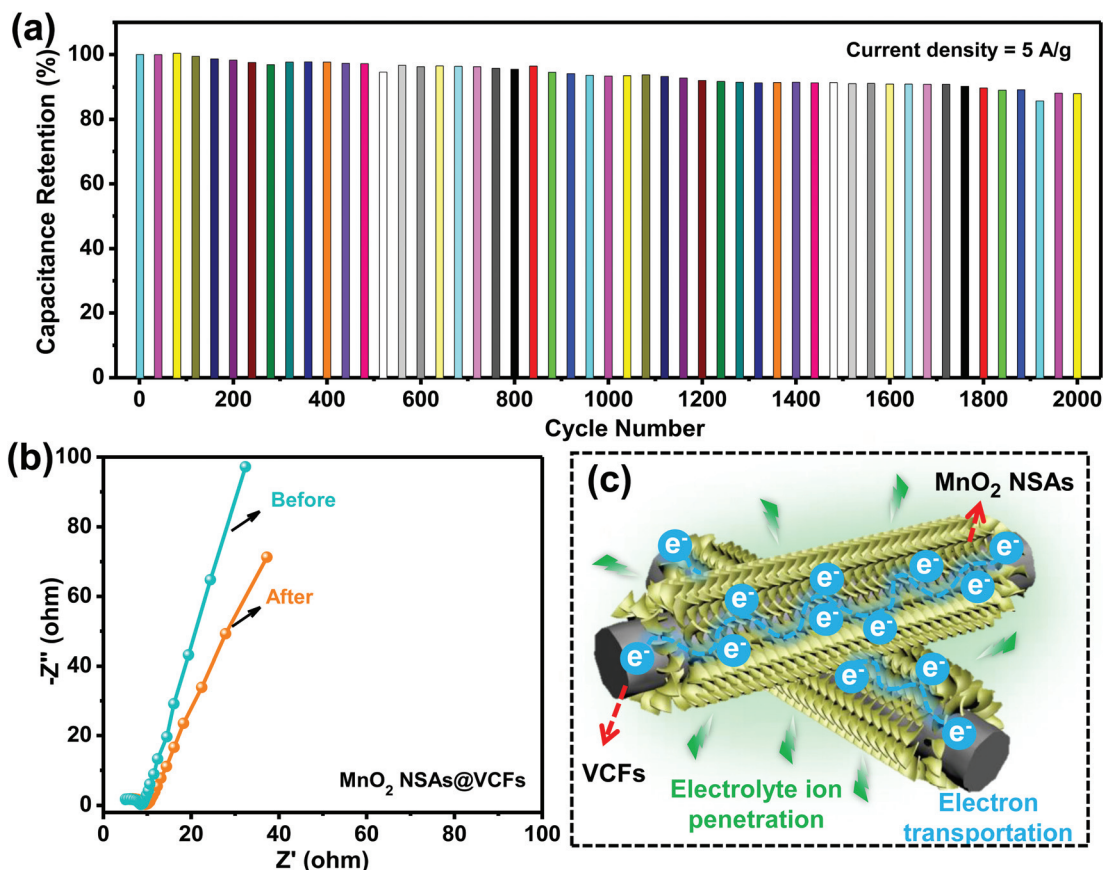 (a)
Current density = 5 A/g
Capacitance Retention (%)
100
80
60
40
20
0
0 200 400 600 800 1000 1200 1400 1600 1800 2000
Cycle Number
(b)
-Z'' (ohm)
100
80
60
40
20
0
Before
After
MnO₂ NSAs@VCFs
0 20 40 60 80 100
Z' (ohm)
(c)
MnO₂ NSAs
e⁻
e⁻
e⁻
e⁻
e⁻
e⁻
e⁻
e⁻
e⁻
e⁻
e⁻
e⁻
e⁻
e⁻
VCFs
Electrolyte ion
penetration
Electron
transportation